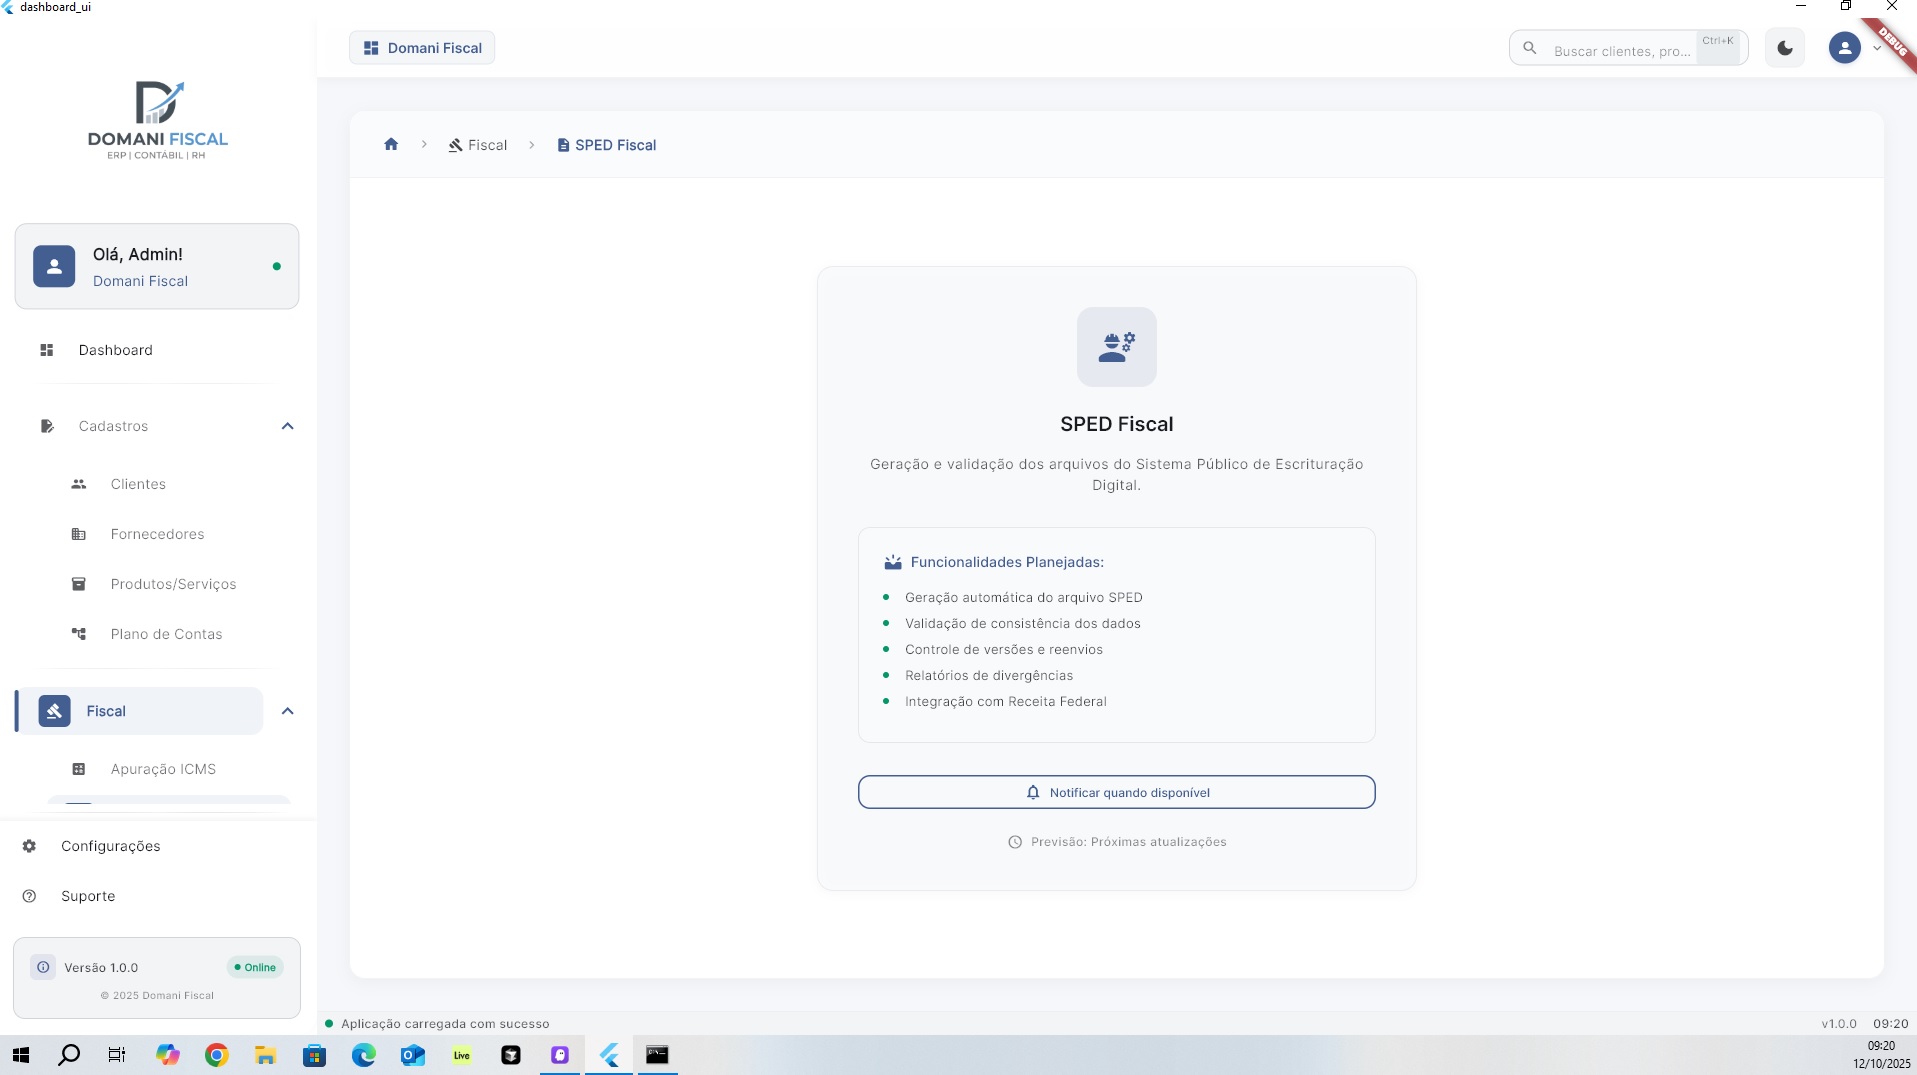 dashboard_ui
DEBUG
Domani Fiscal
Buscar clientes, pro...
Ctrl+K
DOMANI FISCAL
ERP | CONTÁBIL | RH
Olá, Admin!
Domani Fiscal
Dashboard
Cadastros
Clientes
Fornecedores
Produtos/Serviços
Plano de Contas
Fiscal
Apuração ICMS
Configurações
Suporte
Versão 1.0.0
Online
© 2025 Domani Fiscal
Fiscal
SPED Fiscal
SPED Fiscal
Geração e validação dos arquivos do Sistema Público de Escrituração
Digital.
Funcionalidades Planejadas:
Geração automática do arquivo SPED
Validação de consistência dos dados
Controle de versões e reenvios
Relatórios de divergências
Integração com Receita Federal
Notificar quando disponível
Previsão: Próximas atualizações
Aplicação carregada com sucesso
v1.0.0
09:20
Live
09:20
12/10/2025